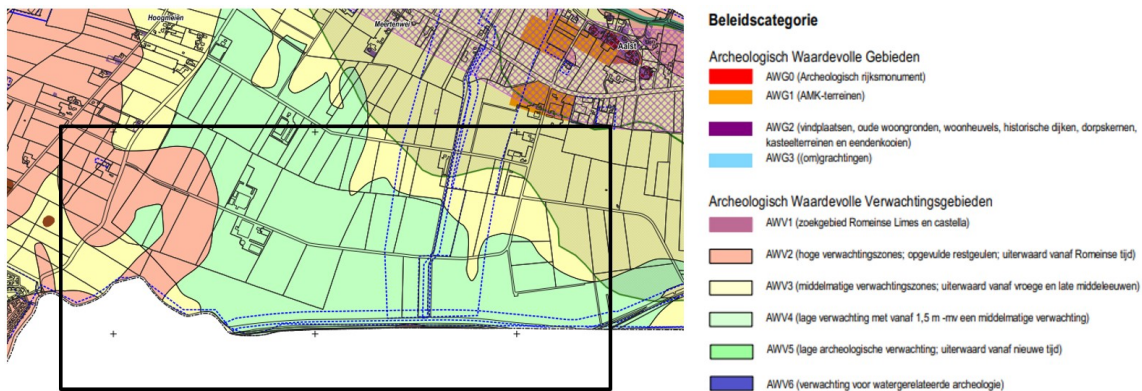 Hoogmeien
Meertenwei
Aalst
Beleidscategorie
Archeologisch Waardevolle Gebieden
AWG0 (Archeologisch rijksmonument)
AWG1 (AMK-terreinen)
AWG2 (vindplaatsen, oude woongronden, woonheuvels, historische dijken, dorpskernen,
kasteelterreinen en eendenkooien)
AWG3 ((om)grachtingen)
Archeologisch Waardevolle Verwachtingsgebieden
AWV1 (zoekgebied Romeinse Limes en castella)
AWV2 (hoge verwachtingszones; opgevulde restgeulen; uiterwaard vanaf Romeinse tijd)
AWV3 (middelmatige verwachtingszones; uiterwaard vanaf vroege en late middeleeuwen)
AWV4 (lage verwachting met vanaf 1,5 m -mv een middelmatige verwachting)
AWV5 (lage archeologische verwachting; uiterwaard vanaf nieuwe tijd)
AWV6 (verwachting voor watergerelateerde archeologie)